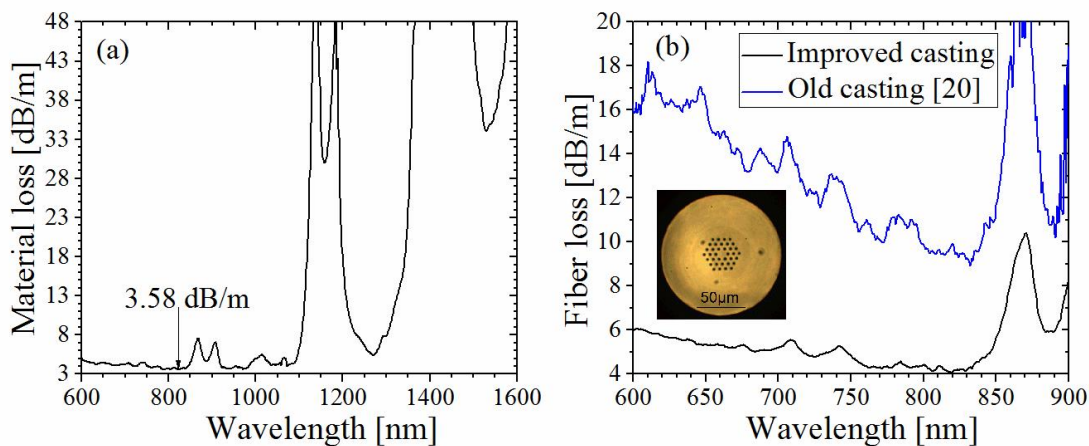 (a)
Material loss [dB/m]
48
43
38
33
28
23
18
13
8
3
3.58 dB/m
600 800 1000 1200 1400 1600
Wavelength [nm]
(b)
Fiber loss [dB/m]
20
18
16
14
12
10
8
6
4
Improved casting
Old casting [20]
50µm
600 650 700 750 800 850 900
Wavelength [nm]